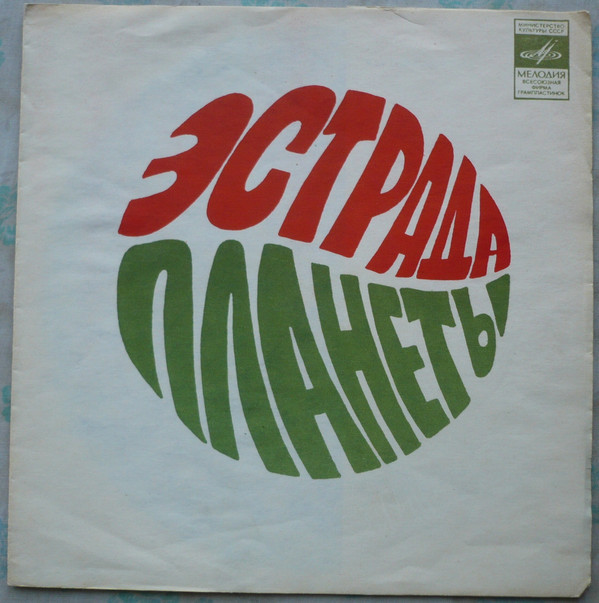 МИНИСТЕРСТВО
КУЛЬТУРЫ СССР
МЕЛОДИЯ
ВСЕСОЮЗНАЯ
ФИРМА
ГРАМПЛАСТИНОК
ЭСТРАДА
ПЛАНЕТЫ